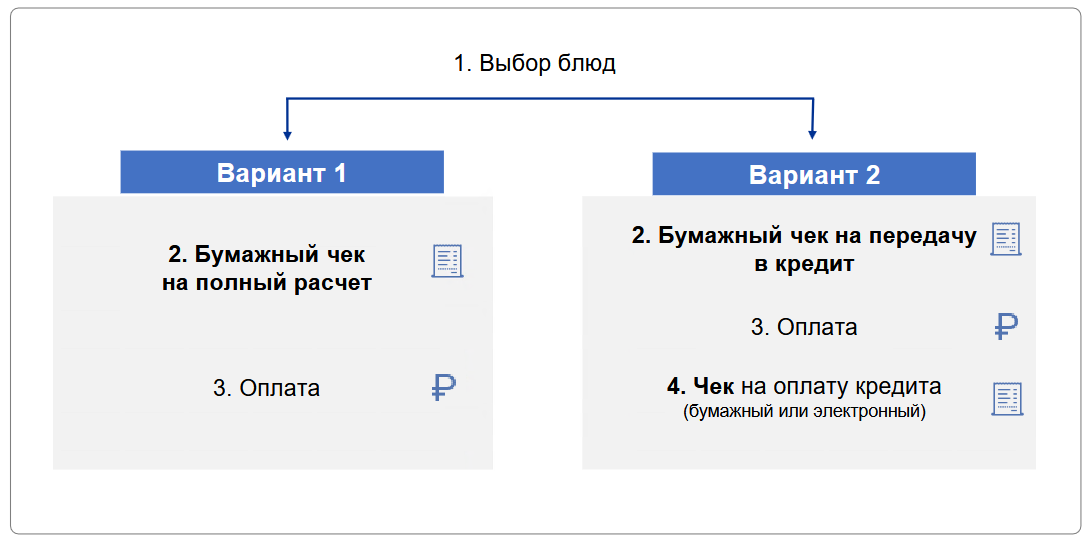 1. Выбор блюд
Вариант 1
2. Бумажный чек
на полный расчет
3. Оплата
Вариант 2
2. Бумажный чек на передачу
в кредит
3. Оплата
4. Чек на оплату кредита
(бумажный или электронный)